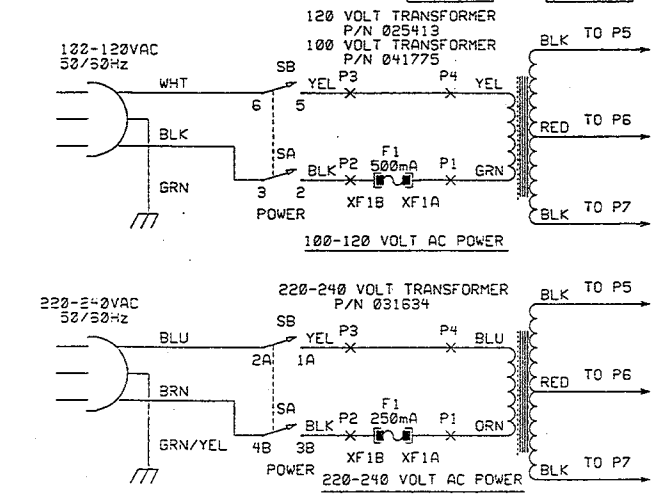 120 VOLT TRANSFORMER
P/N 025413
100 VOLT TRANSFORMER
P/N 041775
BLK TO P5
100-120VAC
50/60Hz
WHT
SB
6 5
YEL P3 P4 YEL
RED TO P6
BLK
SA
3 2
BLK P2 F1 P1 GRN
500mA
XF1B XF1A
GRN
POWER
BLK TO P7
100-120 VOLT AC POWER
220-240 VOLT TRANSFORMER
P/N 031634
BLK TO P5
220-240VAC
50/60Hz
BLU
SB
2A 1A
YEL P3 P4 BLU
RED TO P6
BRN
SA
4B 3B
BLK P2 F1 P1 ORN
250mA
XF1B XF1A
GRN/YEL
POWER
BLK TO P7
220-240 VOLT AC POWER